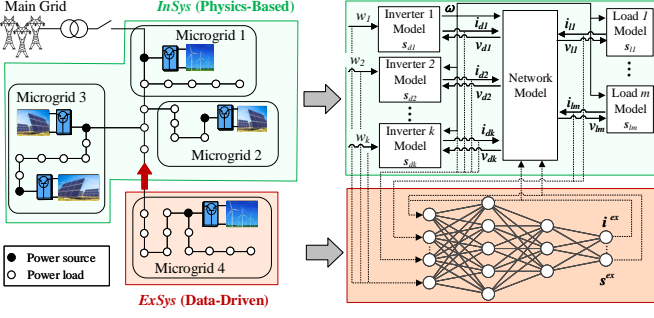 Main Grid
InSys (Physics-Based)
Microgrid 1
Microgrid 3
Microgrid 2
Microgrid 4
Power source
Power load
ExSys (Data-Driven)
w1
w2
wk
Inverter 1
Model
sd1
Inverter 2
Model
sd2
Inverter k
Model
sdk
ω
id1
vd1
id2
vd2
idk
vdk
Network
Model
il1
vl1
ilm
vlm
Load 1
Model
sl1
Load m
Model
slm
i ex
s ex